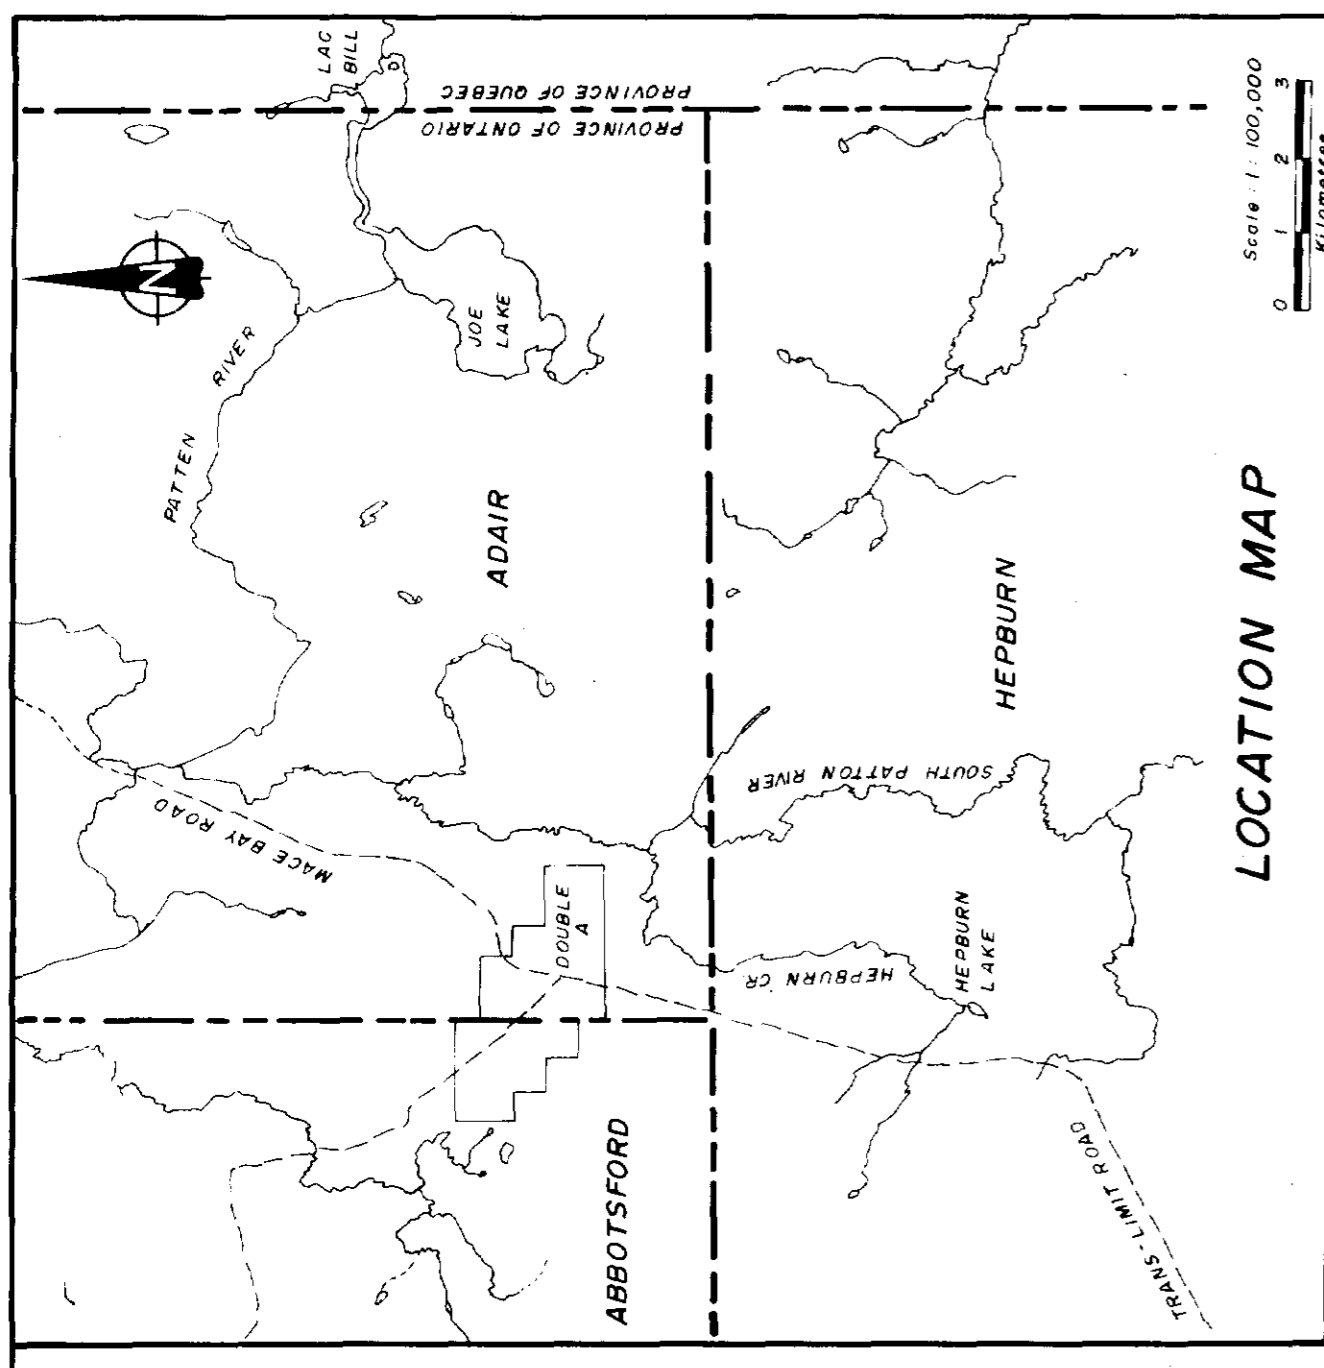 LAC
BILL
D
PROVINCE OF QUEBEC
PROVINCE OF ONTARIO
N
PATTEN RIVER
JOE
LAKE
ADAIR
MACE BAY ROAD
DOUBLE
A
ABBOTSFORD
SOUTH PATTON RIVER
HEPBURN
HEPBURN CR.
HEPBURN
LAKE
TRANS-LIMIT ROAD
LOCATION MAP
Scale : 1 : 100,000
0 1 2 3
Kilometres